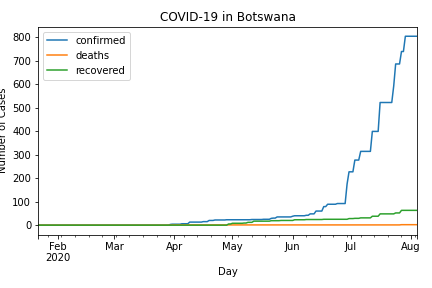 COVID-19 in Botswana
confirmed
deaths
recovered
800
700
600
500
400
300
200
100
0
Number of Cases
Feb Mar Apr May Jun Jul Aug
2020
Day